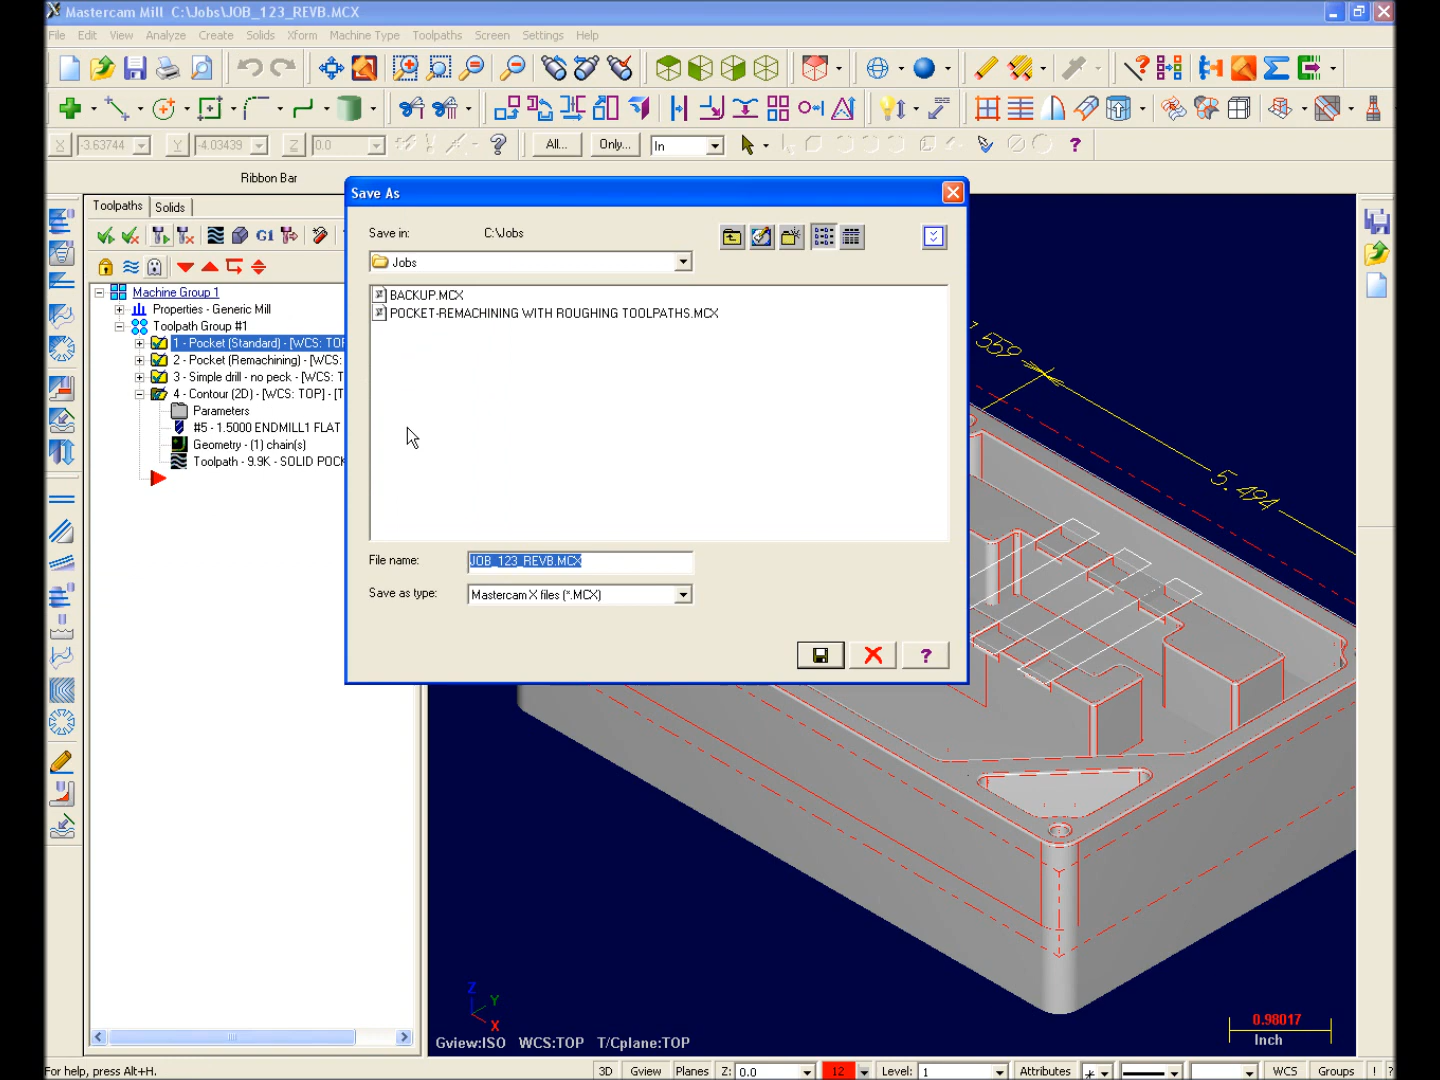 Mastercam Mill C:\Jobs\JOB_123_REVB.MCX
File Edit View Analyze Create Solids Xform Machine Type Toolpaths Screen Settings Help
X -3.63744 Y -4.03439 Z 0.0 All... Only... In
Ribbon Bar
Toolpaths Solids
G1
Machine Group 1
Properties - Generic Mill
Toolpath Group #1
1 - Pocket (Standard) - [WCS: TOP
2 - Pocket (Remachining) - [WCS:
3 - Simple drill - no peck - [WCS: T
4 - Contour (2D) - [WCS: TOP] - [T
Parameters
#5 - 1.5000 ENDMILL1 FLAT
Geometry - (1) chain(s)
Toolpath - 9.9K - SOLID POCK
Save As
Save in: C:\Jobs
Jobs
BACKUP.MCX
POCKET-REMACHINING WITH ROUGHING TOOLPATHS.MCX
File name: JOB_123_REVB.MCX
Save as type: Mastercam X files (*.MCX)
?
559
5.494
Z
Y
X
Gview:ISO WCS:TOP T/Cplane:TOP
0.98017
Inch
For help, press Alt+H.
3D Gview Planes Z: 0.0 12 Level: 1 Attributes WCS Groups ! ?